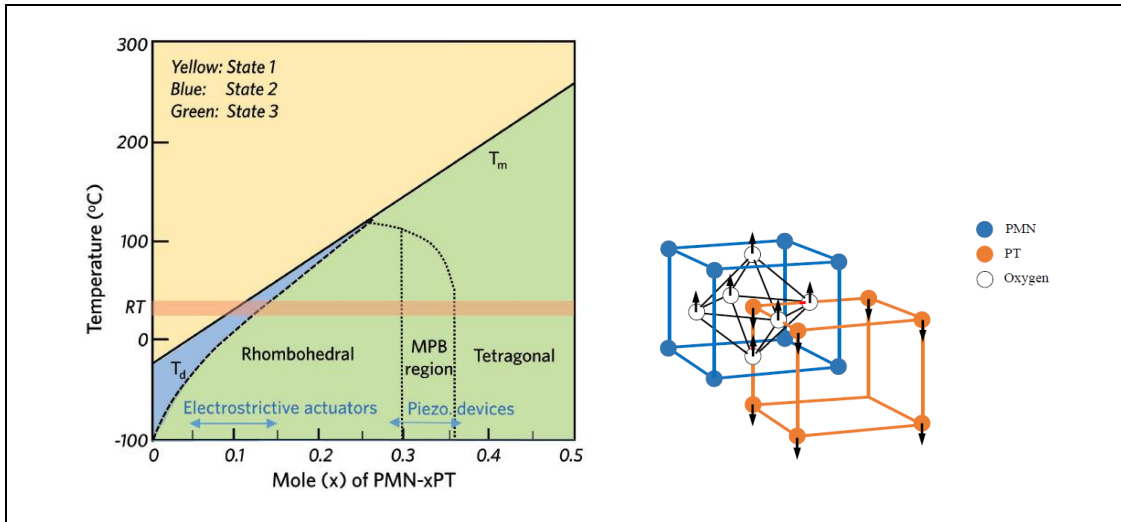 300
Yellow: State 1
Blue: State 2
Green: State 3
200
Tm
100
RT
0
Td
Rhombohedral
MPB
region
Tetragonal
Electrostrictive actuators
Piezo. devices
-100
0 0.1 0.2 0.3 0.4 0.5
Mole (x) of PMN-xPT
Temperature (oC)
PMN
PT
Oxygen